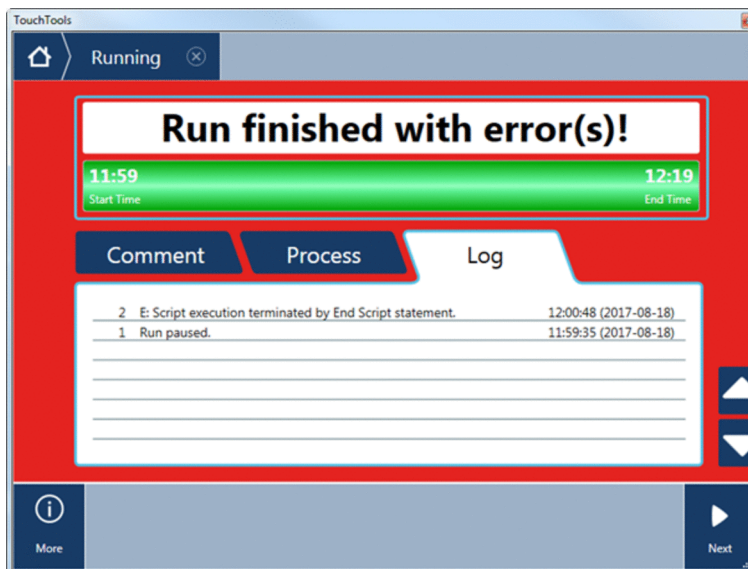 TouchTools
Running
Run finished with error(s)!
11:59 12:19
Start Time End Time
Comment Process Log
2 E: Script execution terminated by End Script statement. 12:00:48 (2017-08-18)
1 Run paused. 11:59:35 (2017-08-18)
More Next